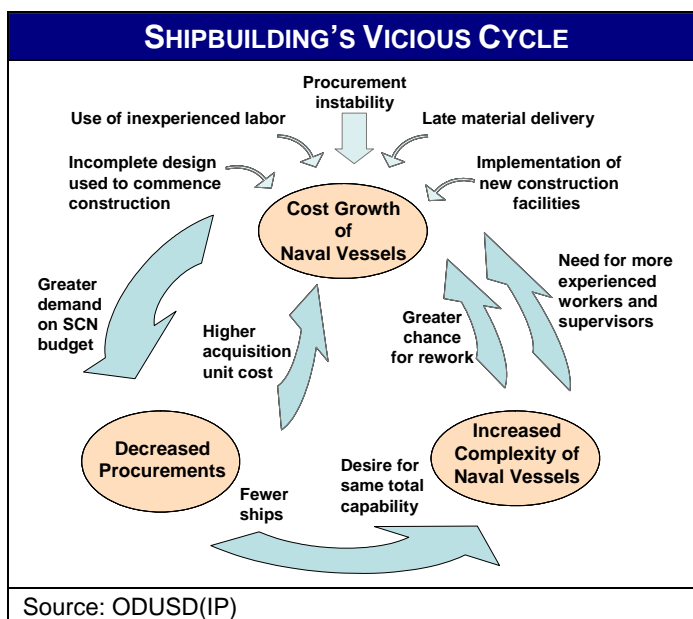 SHIPBUILDING'S VICIOUS CYCLE
Procurement
instability
Use of inexperienced labor
Late material delivery
Incomplete design
used to commence
construction
Implementation of
new construction
facilities
Cost Growth
of
Naval Vessels
Greater
demand
on SCN
budget
Higher
acquisition
unit cost
Greater
chance
for rework
Need for more
experienced
workers and
supervisors
Decreased
Procurements
Increased
Complexity of
Naval Vessels
Fewer
ships
Desire for
same total
capability
Source: ODUSD(IP)